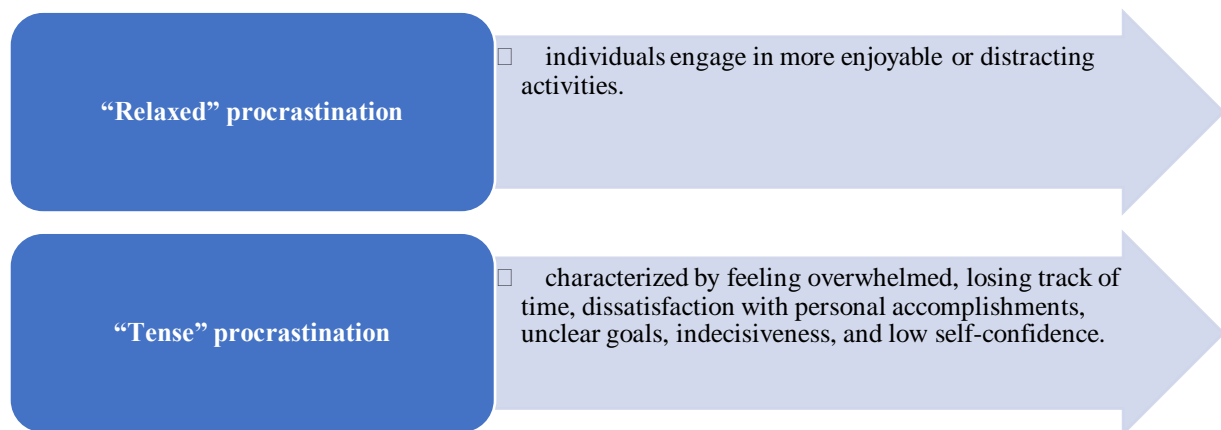 “Relaxed” procrastination
□ individuals engage in more enjoyable or distracting
activities.
“Tense” procrastination
□ characterized by feeling overwhelmed, losing track of
time, dissatisfaction with personal accomplishments,
unclear goals, indecisiveness, and low self-confidence.